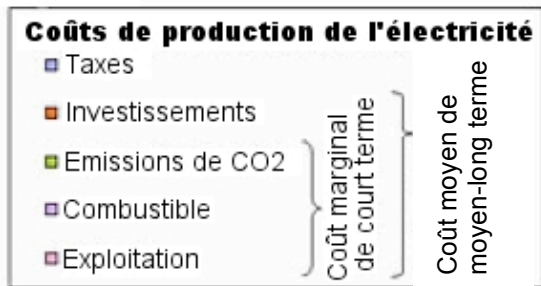 Coûts de production de l'électricité
Taxes
Investissements
Emissions de CO2
Combustible
Exploitation
Coût marginal
de court terme
Coût moyen de
moyen-long terme